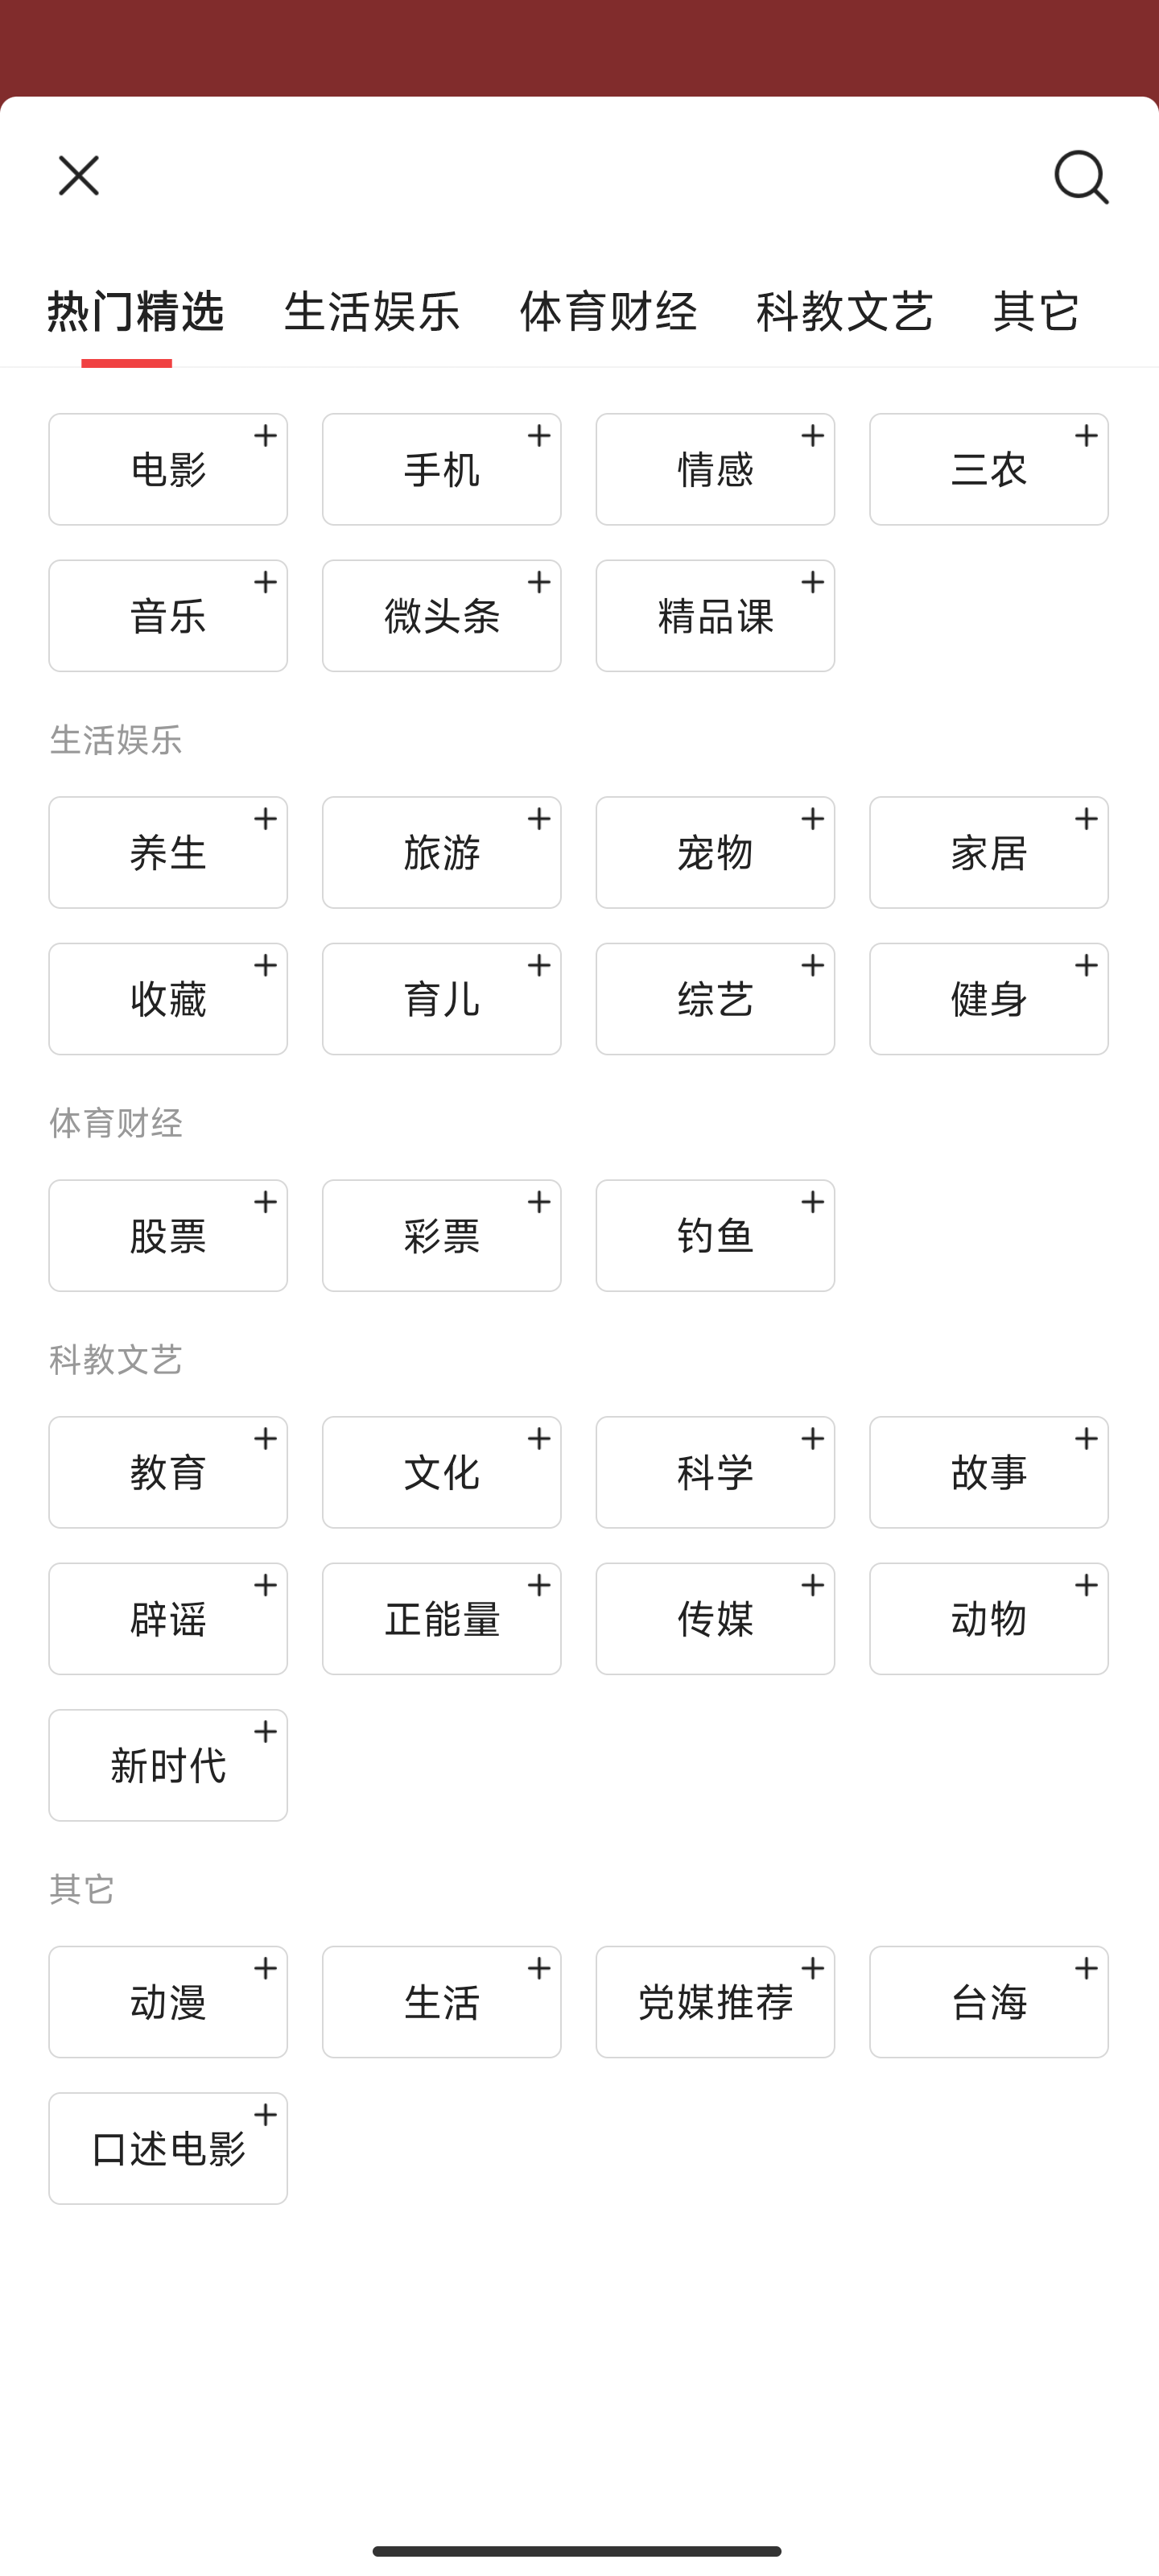 热门精选 生活娱乐 体育财经 科教文艺 其它
电影 手机 情感 三农
音乐 微头条 精品课
生活娱乐
养生 旅游 宠物 家居
收藏 育儿 综艺 健身
体育财经
股票 彩票 钓鱼
科教文艺
教育 文化 科学 故事
辟谣 正能量 传媒 动物
新时代
其它
动漫 生活 党媒推荐 台海
口述电影